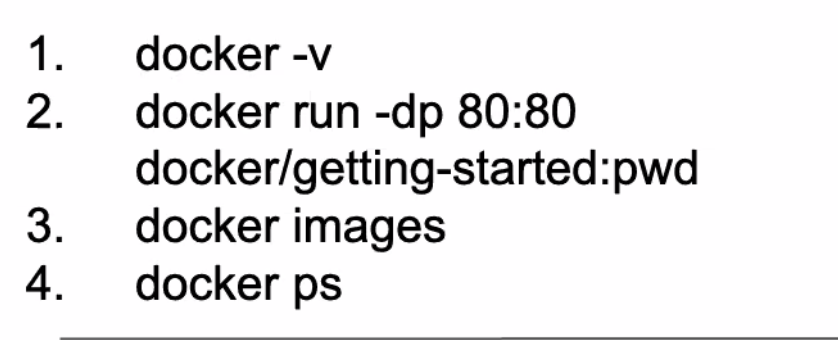 1. docker -v
2. docker run -dp 80:80
docker/getting-started:pwd
3. docker images
4. docker ps